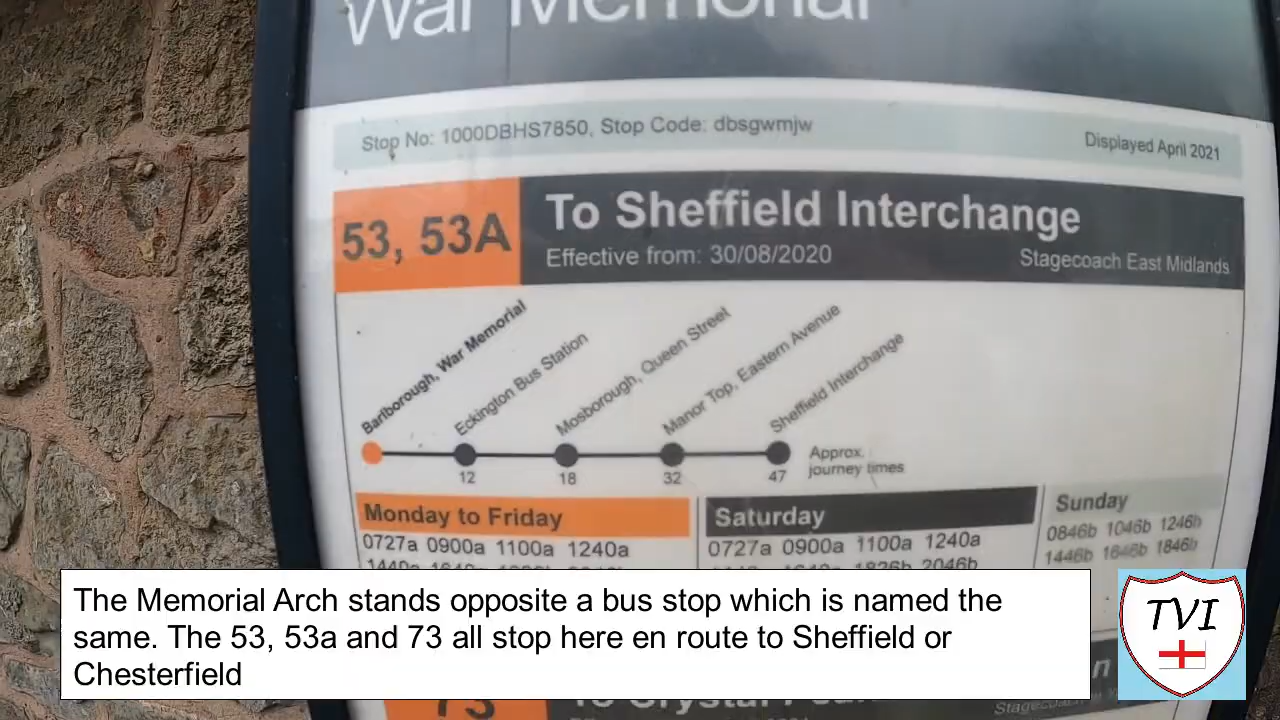 War Memorial
Stop No: 1000DBHS7850, Stop Code: dbsgwmjw
Displayed April 2021
53, 53A
To Sheffield Interchange
Effective from: 30/08/2020
Stagecoach East Midlands
Barlborough, War Memorial
Eckington Bus Station
Mosborough, Queen Street
Manor Top, Eastern Avenue
Sheffield Interchange
12 18 32 47
Approx.
journey times
Monday to Friday
0727a 0900a 1100a 1240a
Saturday
0727a 0900a 1100a 1240a
2046b
Sunday
0846b 1046b 1246b
1446b 1646b 1846b
The Memorial Arch stands opposite a bus stop which is named the
same. The 53, 53a and 73 all stop here en route to Sheffield or
Chesterfield
TVI
73
To Crystal